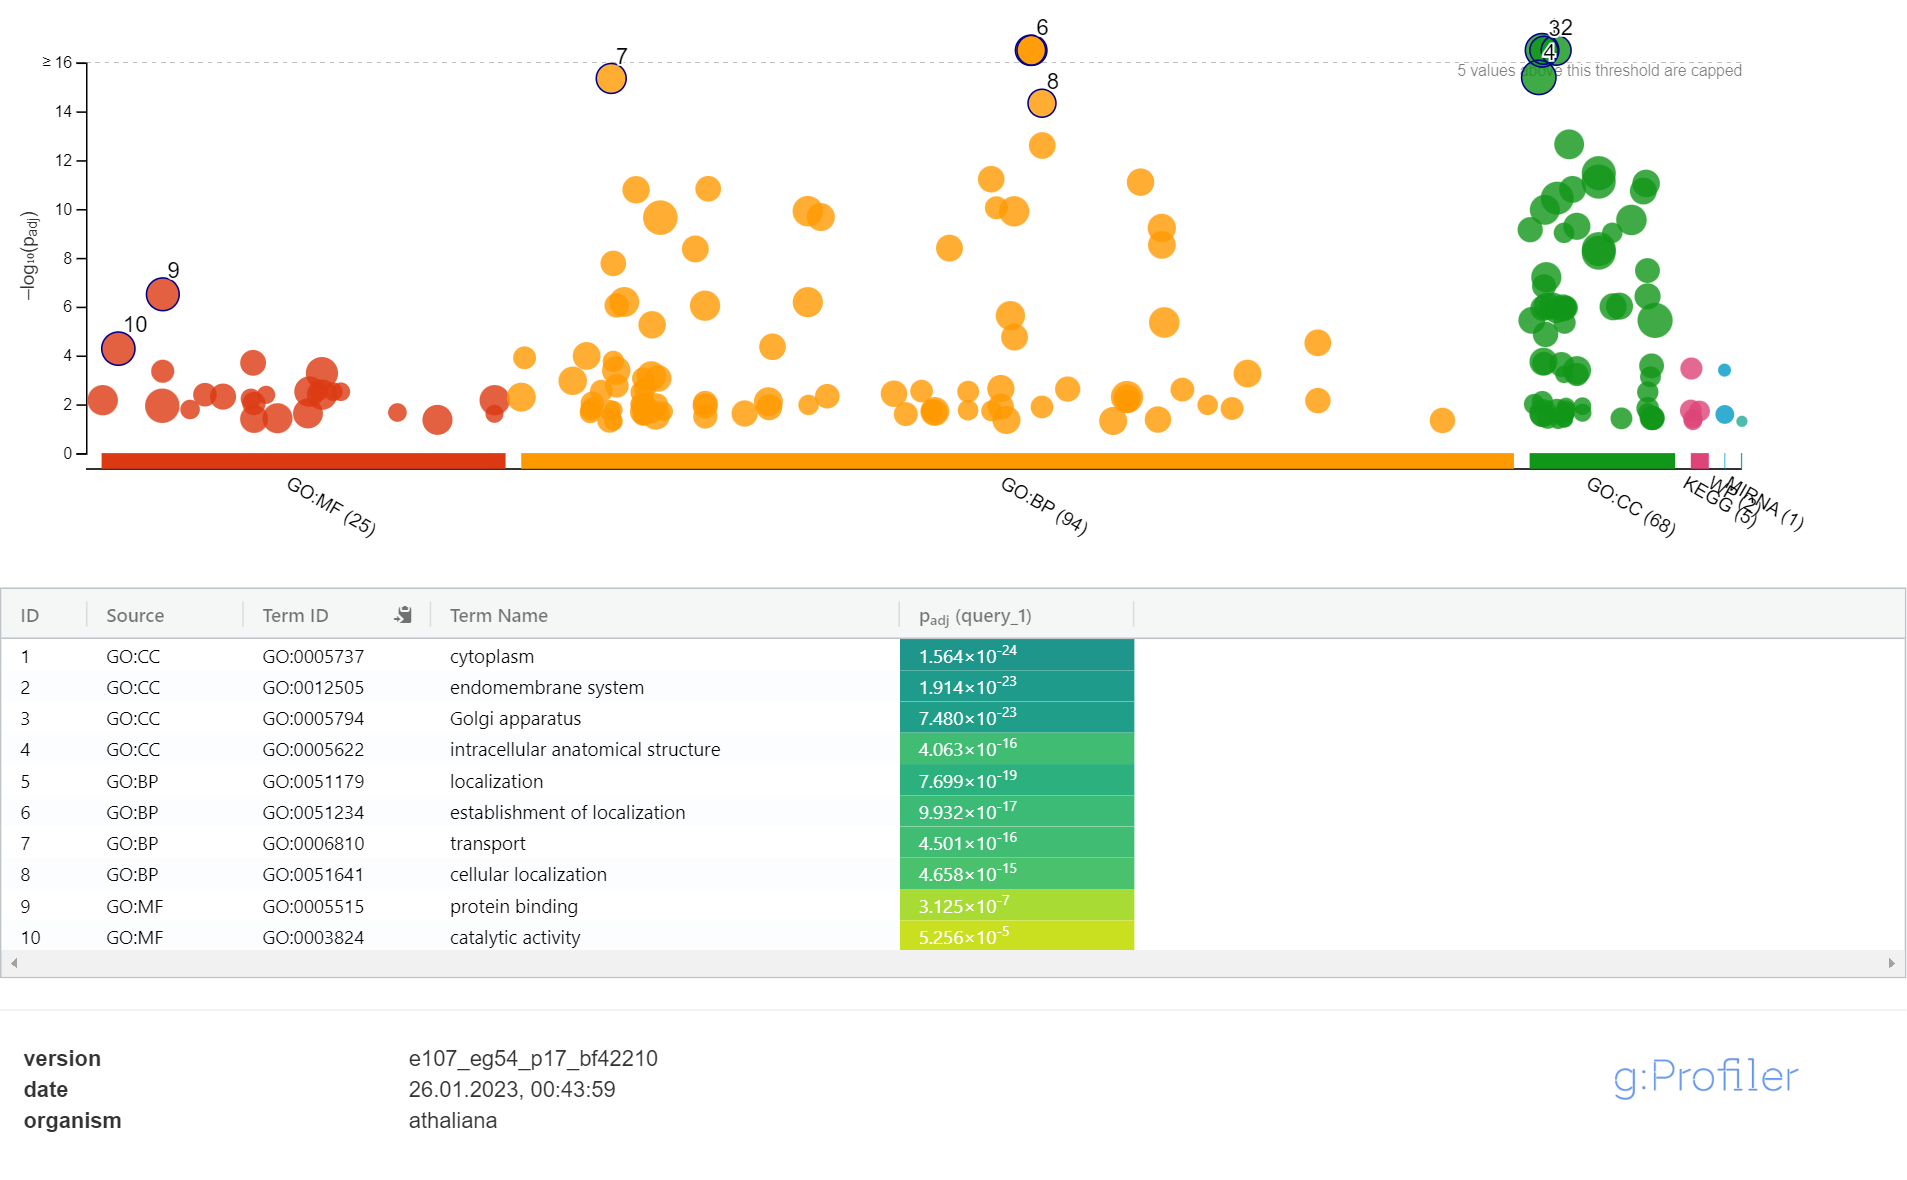 6
32
7
4
≥ 16
5 values above this threshold are capped
8
14
12
10
8
6
4
2
0
−log₁₀(padj)
9
10
GO:MF (25)
GO:BP (94)
GO:CC (68)
KEGG (5)
WP (2)
MIRNA (1)
ID Source Term ID Term Name padj (query_1)
1 GO:CC GO:0005737 cytoplasm 1.564×10-24
2 GO:CC GO:0012505 endomembrane system 1.914×10-23
3 GO:CC GO:0005794 Golgi apparatus 7.480×10-23
4 GO:CC GO:0005622 intracellular anatomical structure 4.063×10-16
5 GO:BP GO:0051179 localization 7.699×10-19
6 GO:BP GO:0051234 establishment of localization 9.932×10-17
7 GO:BP GO:0006810 transport 4.501×10-16
8 GO:BP GO:0051641 cellular localization 4.658×10-15
9 GO:MF GO:0005515 protein binding 3.125×10-7
10 GO:MF GO:0003824 catalytic activity 5.256×10-5
version e107_eg54_p17_bf42210
date 26.01.2023, 00:43:59
organism athaliana
g:Profiler